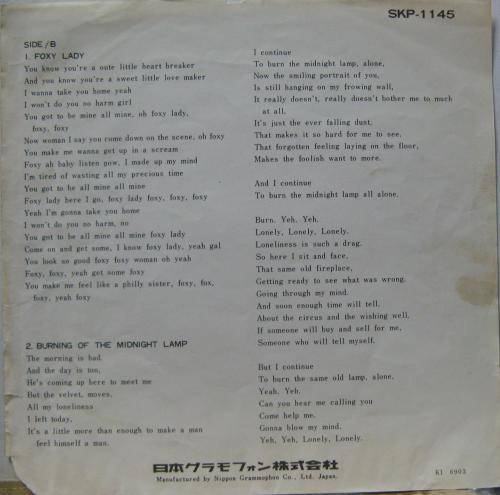 SKP-1145
SIDE/B
1. FOXY LADY
You know you're a oute little heart breaker
And you know you're a sweet little love maker
I wanna take you home yeah
I won't do you no harm girl
You got to be mine all mine, oh foxy lady,
foxy, foxy
Now woman I say you come down on the scene, oh foxy
You make me wanna get up in a scream
Foxy ah baby listen now, I made up my mind
I'm tired of wasting all my precious time
You got to be all mine all mine
Foxy lady here I go, foxy lady foxy, foxy, foxy
Yeah I'm gonna take you home
I won't do you no harm, no
You got to be all mine all mine foxy lady
Come on and get some, I know foxy lady, yeah gal
You look so good foxy foxy woman oh yeah
Foxy, foxy, yeah get some foxy
You make me feel like a philly sister, foxy, fox,
foxy, yeah foxy
2. BURNING OF THE MIDNIGHT LAMP
The morning is bad.
And the day is too,
He's coming up here to meet me
But the velvet, moves,
All my loneliness
I left today,
It's a little more than enough to make a man
feel himself a man.
I continue
To burn the midnight lamp, alone,
Now the smiling portrait of you,
Is still hanging on my frowing wall,
It really doesn't, really doesn't bother me to much
at all,
It's just the ever falling dust,
That makes it so hard for me to see,
That forgotten feeling laying on the floor,
Makes the foolish want to more.
And I continue
To burn the midnight lamp all alone.
Burn. Yeh. Yeh.
Lonely, Lonely, Lonely.
Loneliness is such a drag.
So here I sit and face,
That same old fireplace,
Getting ready to see what was wrong.
Going through my mind.
And soon enough time will tell,
About the circus and the wishing well,
If someone will buy and sell for me,
Someone who will tell myself.
But I continue
To burn the same old lamp, alone.
Yeah. Yeh.
Can you hear me calling you
Come help me.
Gonna blow my mind.
Yeh, Yeh, Lonely, Lonely.
日本グラモフォン株式会社
Manufactured by Nippon Grammophon Co., Ltd. Japan.
KI 6903